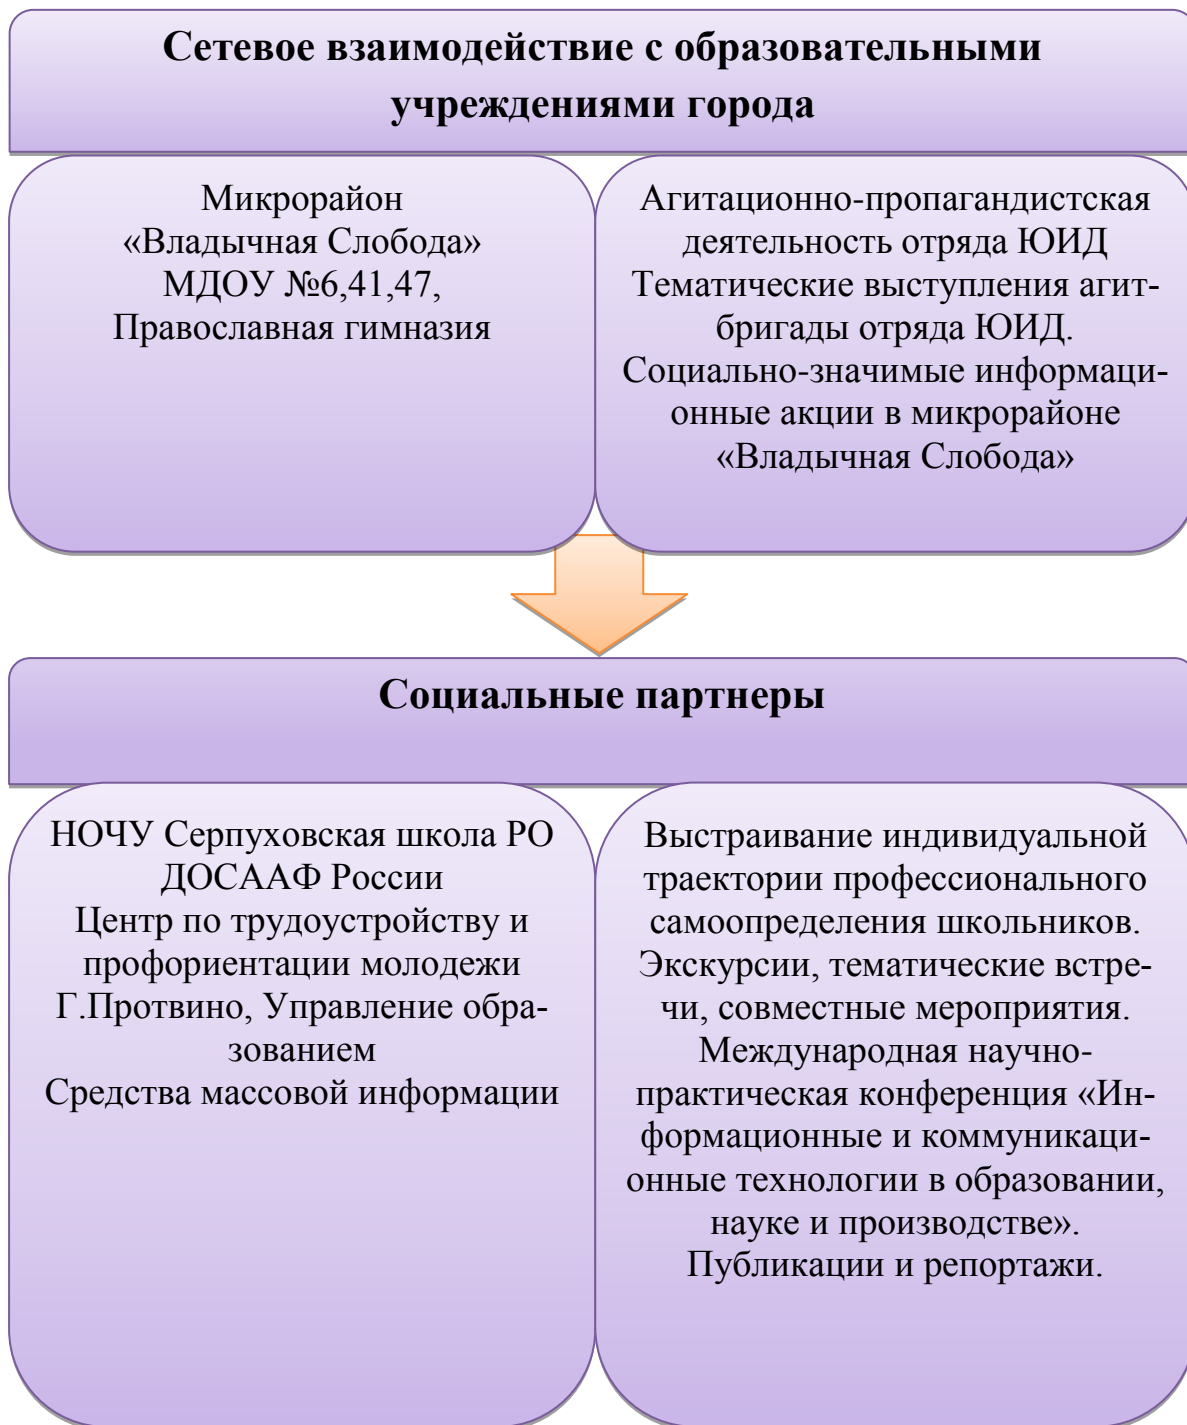 Сетевое взаимодействие с образовательными
учреждениями города
Микрорайон
«Владычная Слобода»
МДОУ №6,41,47,
Православная гимназия
Агитационно-пропагандистская
деятельность отряда ЮИД
Тематические выступления агит-
бригады отряда ЮИД.
Социально-значимые информаци-
онные акции в микрорайоне
«Владычная Слобода»
Социальные партнеры
НОЧУ Серпуховская школа РО
ДОСААФ России
Центр по трудоустройству и
профориентации молодежи
Г.Протвино, Управление обра-
зованием
Средства массовой информации
Выстраивание индивидуальной
траектории профессионального
самоопределения школьников.
Экскурсии, тематические встре-
чи, совместные мероприятия.
Международная научно-
практическая конференция «Ин-
формационные и коммуникаци-
онные технологии в образовании,
науке и производстве».
Публикации и репортажи.